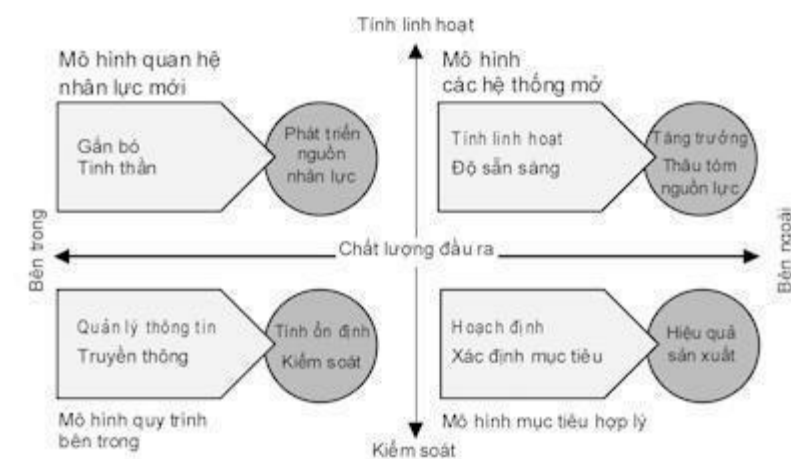 Tính linh hoạt
Mô hình quan hệ
nhân lực mới
Mô hình
các hệ thống mở
Gắn bó
Tinh thần
Phát triển
nguồn
nhân lực
Tính linh hoạt
Độ sẵn sàng
Tăng trưởng
Thâu tóm
nguồn lực
Bên trong
Chất lượng đầu ra
Bên ngoài
Quản lý thông tin
Truyền thông
Tính ổn định
Kiểm soát
Hoạch định
Xác định mục tiêu
Hiệu quả
sản xuất
Mô hình quy trình
bên trong
Mô hình mục tiêu hợp lý
Kiểm soát